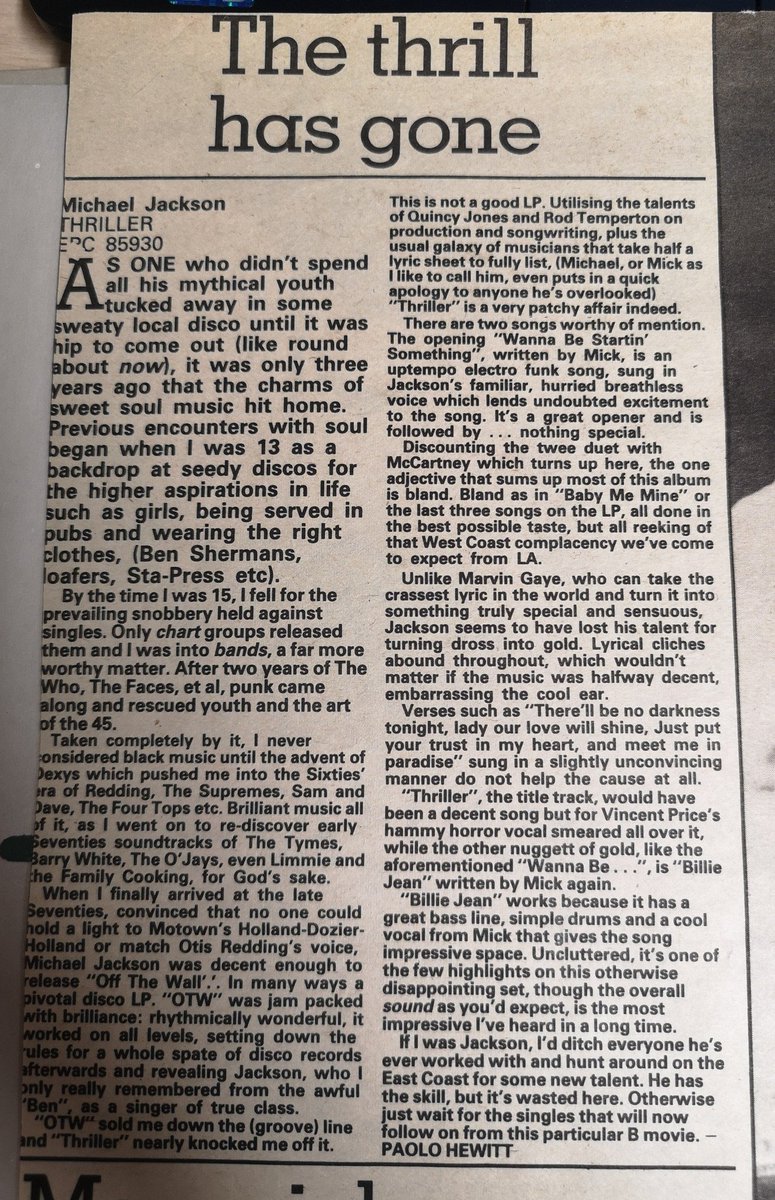 The thrill
has gone
Michael Jackson
THRILLER
EPC 85930
AS ONE who didn't spend
all his mythical youth
tucked away in some
sweaty local disco until it was
hip to come out (like round
about now), it was only three
years ago that the charms of
sweet soul music hit home.
Previous encounters with soul
began when I was 13 as a
backdrop at seedy discos for
the higher aspirations in life
such as girls, being served in
pubs and wearing the right
clothes, (Ben Shermans,
loafers, Sta-Press etc).
By the time I was 15, I fell for the
prevailing snobbery held against
singles. Only chart groups released
them and I was into bands, a far more
worthy matter. After two years of The
Who, The Faces, et al, punk came
along and rescued youth and the art
of the 45.
Taken completely by it, I never
considered black music until the advent of
Dexys which pushed me into the Sixties'
era of Redding, The Supremes, Sam and
Dave, The Four Tops etc. Brilliant music all
of it, as I went on to re-discover early
Seventies soundtracks of The Tymes,
Barry White, The O'Jays, even Limmie and
the Family Cooking, for God's sake.
When I finally arrived at the late
Seventies, convinced that no one could
hold a light to Motown's Holland-Dozier-
Holland or match Otis Redding's voice,
Michael Jackson was decent enough to
release "Off The Wall'.'. In many ways a
pivotal disco LP. "OTW" was jam packed
with brilliance: rhythmically wonderful, it
worked on all levels, setting down the
rules for a whole spate of disco records
afterwards and revealing Jackson, who I
only really remembered from the awful
"Ben", as a singer of true class.
"OTW" sold me down the (groove) line
and "Thriller" nearly knocked me off it.
This is not a good LP. Utilising the talents
of Quincy Jones and Rod Temperton on
production and songwriting, plus the
usual galaxy of musicians that take half a
lyric sheet to fully list, (Michael, or Mick as
I like to call him, even puts in a quick
apology to anyone he's overlooked)
"Thriller" is a very patchy affair indeed.
There are two songs worthy of mention.
The opening "Wanna Be Startin'
Something", written by Mick, is an
uptempo electro funk song, sung in
Jackson's familiar, hurried breathless
voice which lends undoubted excitement
to the song. It's a great opener and is
followed by . . . nothing special.
Discounting the twee duet with
McCartney which turns up here, the one
adjective that sums up most of this album
is bland. Bland as in "Baby Me Mine" or
the last three songs on the LP, all done in
the best possible taste, but all reeking of
that West Coast complacency we've come
to expect from LA.
Unlike Marvin Gaye, who can take the
crassest lyric in the world and turn it into
something truly special and sensuous,
Jackson seems to have lost his talent for
turning dross into gold. Lyrical cliches
abound throughout, which wouldn't
matter if the music was halfway decent,
embarrassing the cool ear.
Verses such as "There'll be no darkness
tonight, lady our love will shine, Just put
your trust in my heart, and meet me in
paradise" sung in a slightly unconvincing
manner do not help the cause at all.
"Thriller", the title track, would have
been a decent song but for Vincent Price's
hammy horror vocal smeared all over it,
while the other nuggett of gold, like the
aforementioned "Wanna Be . . .", is "Billie
Jean" written by Mick again.
"Billie Jean" works because it has a
great bass line, simple drums and a cool
vocal from Mick that gives the song
impressive space. Uncluttered, it's one of
the few highlights on this otherwise
disappointing set, though the overall
sound as you'd expect, is the most
impressive I've heard in a long time.
If I was Jackson, I'd ditch everyone he's
ever worked with and hunt around on the
East Coast for some new talent. He has
the skill, but it's wasted here. Otherwise
just wait for the singles that will now
follow on from this particular B movie. —
PAOLO HEWITT